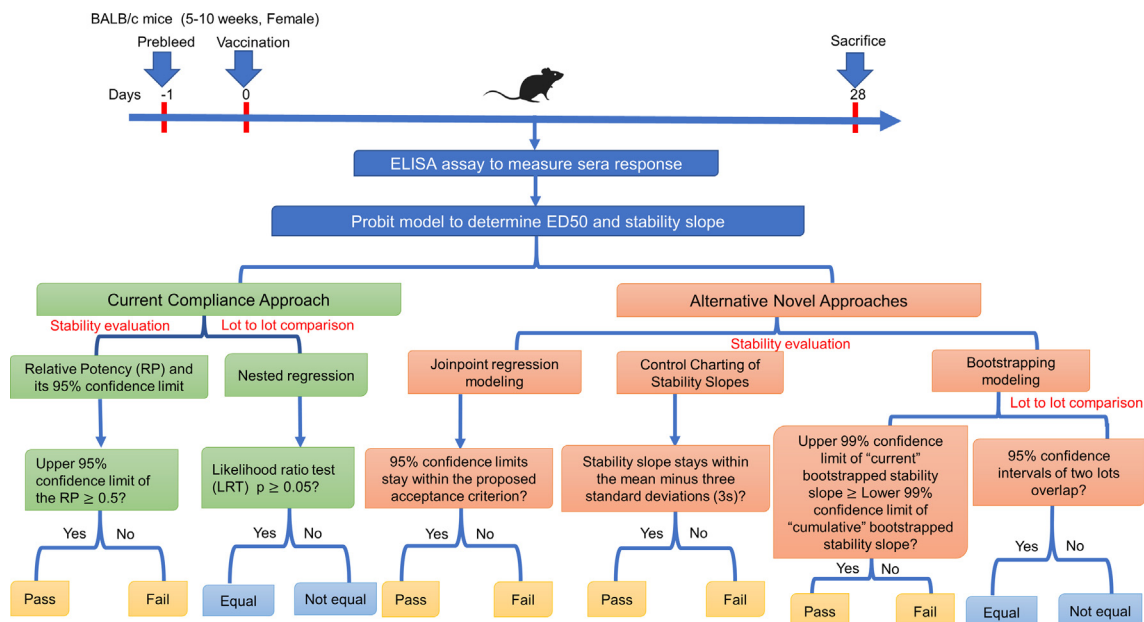 BALB/c mice (5-10 weeks, Female)
Prebleed
Vaccination
Sacrifice
Days
-1
0
28
ELISA assay to measure sera response
Probit model to determine ED50 and stability slope
Current Compliance Approach
Alternative Novel Approaches
Stability evaluation
Lot to lot comparison
Stability evaluation
Relative Potency (RP) and
its 95% confidence limit
Nested regression
Joinpoint regression
modeling
Control Charting of
Stability Slopes
Bootstrapping
modeling
Lot to lot comparison
Upper 95%
confidence limit of
the RP ≥ 0.5?
Likelihood ratio test
(LRT) p ≥ 0.05?
95% confidence limits
stay within the proposed
acceptance criterion?
Stability slope stays within
the mean minus three
standard deviations (3s)?
Upper 99% confidence
limit of “current”
bootstrapped stability
slope ≥ Lower 99%
confidence limit of
“cumulative” bootstrapped
stability slope?
95% confidence
intervals of two lots
overlap?
Yes
No
Yes
No
Yes
No
Yes
No
Yes
No
Yes
No
Pass
Fail
Equal
Not equal
Pass
Fail
Pass
Fail
Pass
Fail
Equal
Not equal